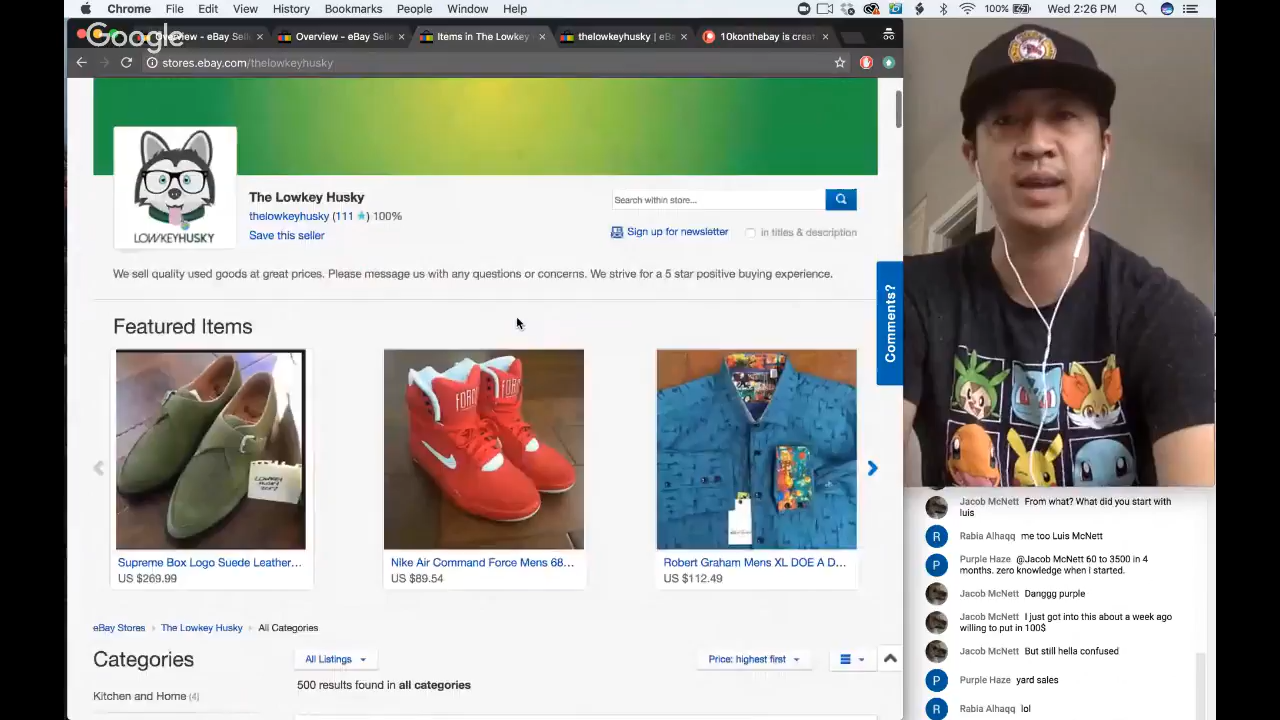 Chrome File Edit View History Bookmarks People Window Help 100% Wed 2:26 PM
Google
Overview - eBay Sell
Overview - eBay Selle
Items in The Lowkey
thelowkeyhusky | eBay
10konthebay is creat
stores.ebay.com/thelowkeyhusky
LOWKEYHUSKY
The Lowkey Husky
thelowkeyhusky (111) 100%
Save this seller
Search within store...
Sign up for newsletter
in titles & description
We sell quality used goods at great prices. Please message us with any questions or concerns. We strive for a 5 star positive buying experience.
Comments?
Featured Items
LOWKEY
HUSKY
FORCE
Supreme Box Logo Suede Leather...
US $269.99
Nike Air Command Force Mens 68...
US $89.54
Robert Graham Mens XL DOE A D...
US $112.49
eBay Stores The Lowkey Husky All Categories
Categories
Kitchen and Home (4)
All Listings
Price: highest first
500 results found in all categories
Jacob McNett From what? What did you start with
luis
R Rabia Alhaqq me too Luis McNett
P Purple Haze @Jacob McNett 60 to 3500 in 4
months. zero knowledge when I started.
Jacob McNett Danggg purple
Jacob McNett I just got into this about a week ago
willing to put in 100$
Jacob McNett But still hella confused
P Purple Haze yard sales
R Rabia Alhaqq lol